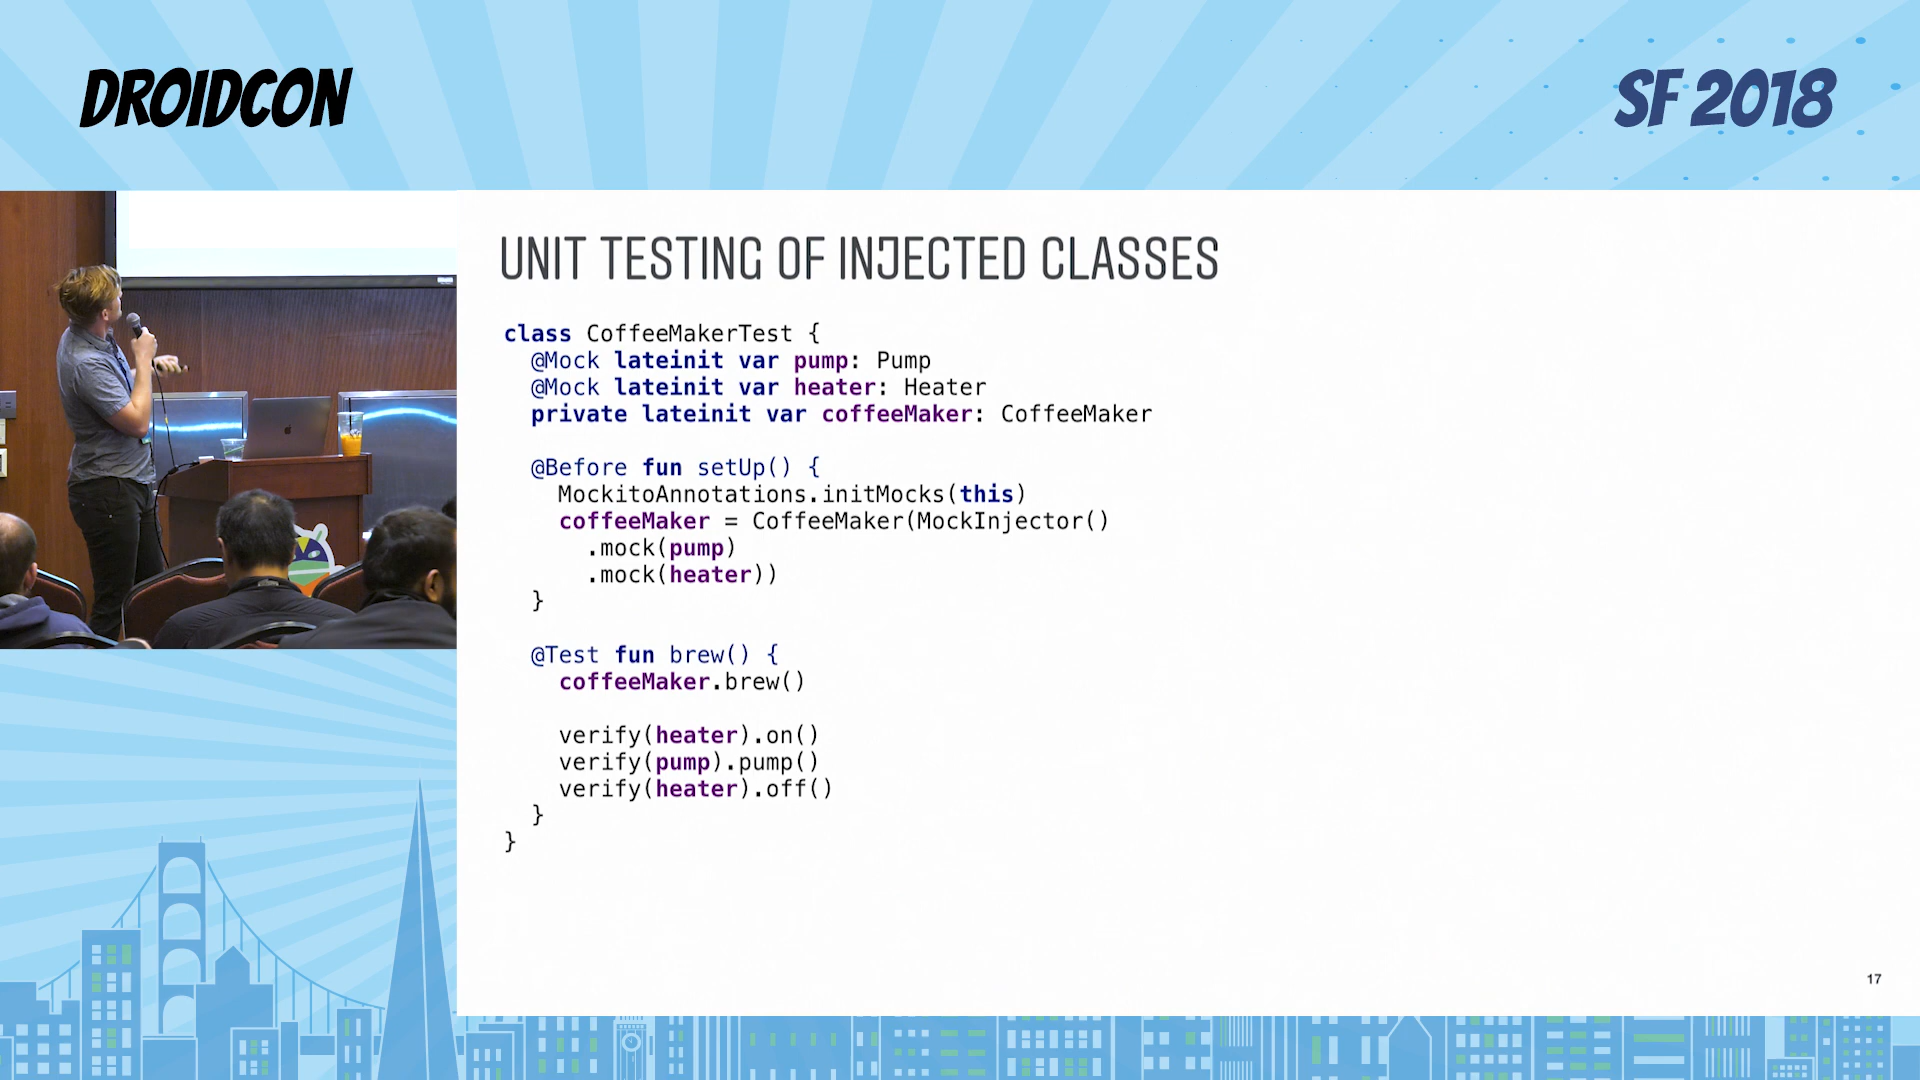 DROIDCON
SF 2018
UNIT TESTING OF INJECTED CLASSES
class CoffeeMakerTest {
@Mock lateinit var pump: Pump
@Mock lateinit var heater: Heater
private lateinit var coffeeMaker: CoffeeMaker
@Before fun setUp() {
MockitoAnnotations.initMocks(this)
coffeeMaker = CoffeeMaker(MockInjector()
.mock(pump)
.mock(heater))
}
@Test fun brew() {
coffeeMaker.brew()
verify(heater).on()
verify(pump).pump()
verify(heater).off()
}
}
17